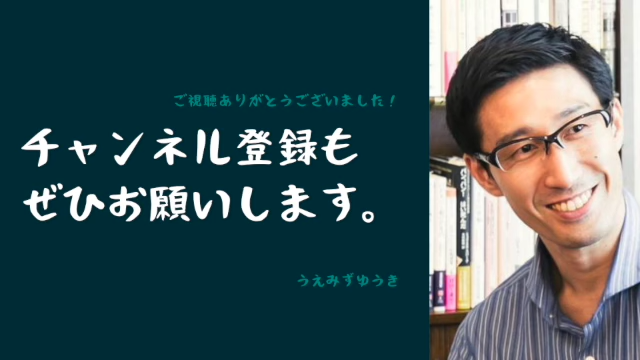 ご視聴ありがとうございました！
チャンネル登録も
ぜひお願いします。
うえみずゆうき